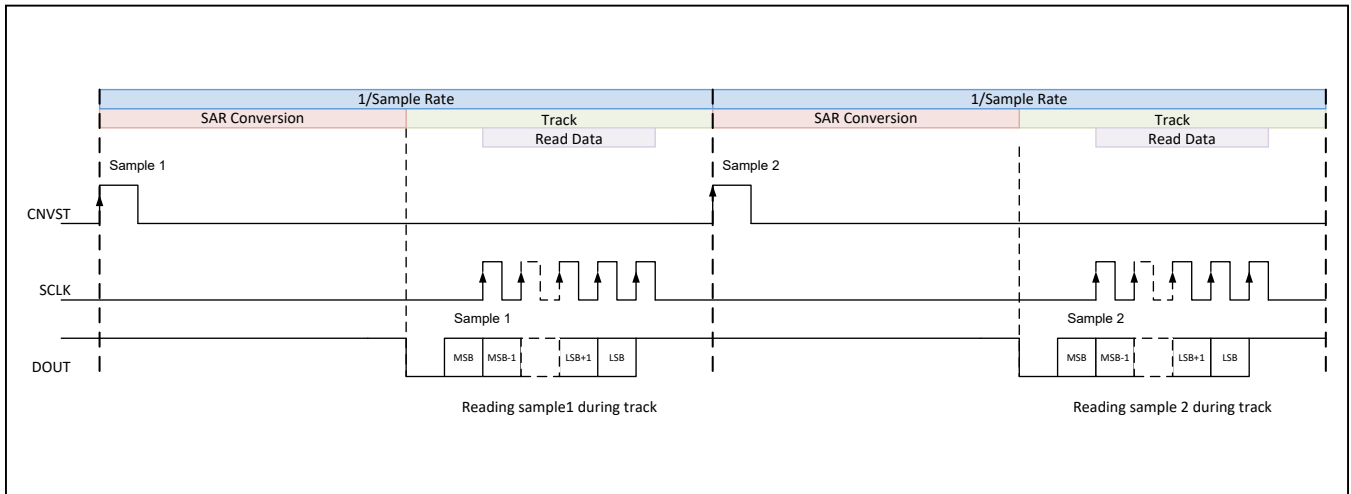 1/Sample Rate 1/Sample Rate
SAR Conversion Track SAR Conversion Track
Read Data Read Data
Sample 1 Sample 2
CNVST
SCLK
Sample 1 Sample 2
DOUT MSB MSB-1 LSB+1 LSB MSB MSB-1 LSB+1 LSB
Reading sample1 during track Reading sample 2 during track